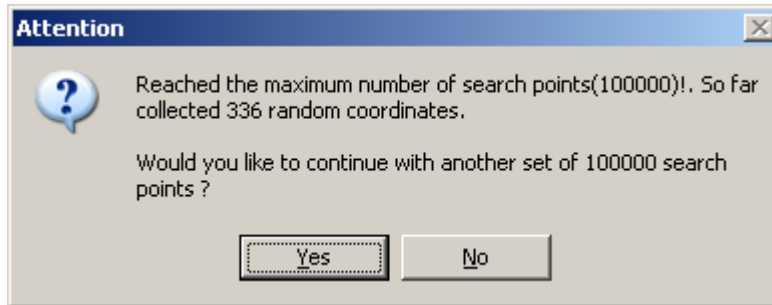 Attention
Reached the maximum number of search points(100000)!. So far
collected 336 random coordinates.
Would you like to continue with another set of 100000 search
points ?
Yes
No